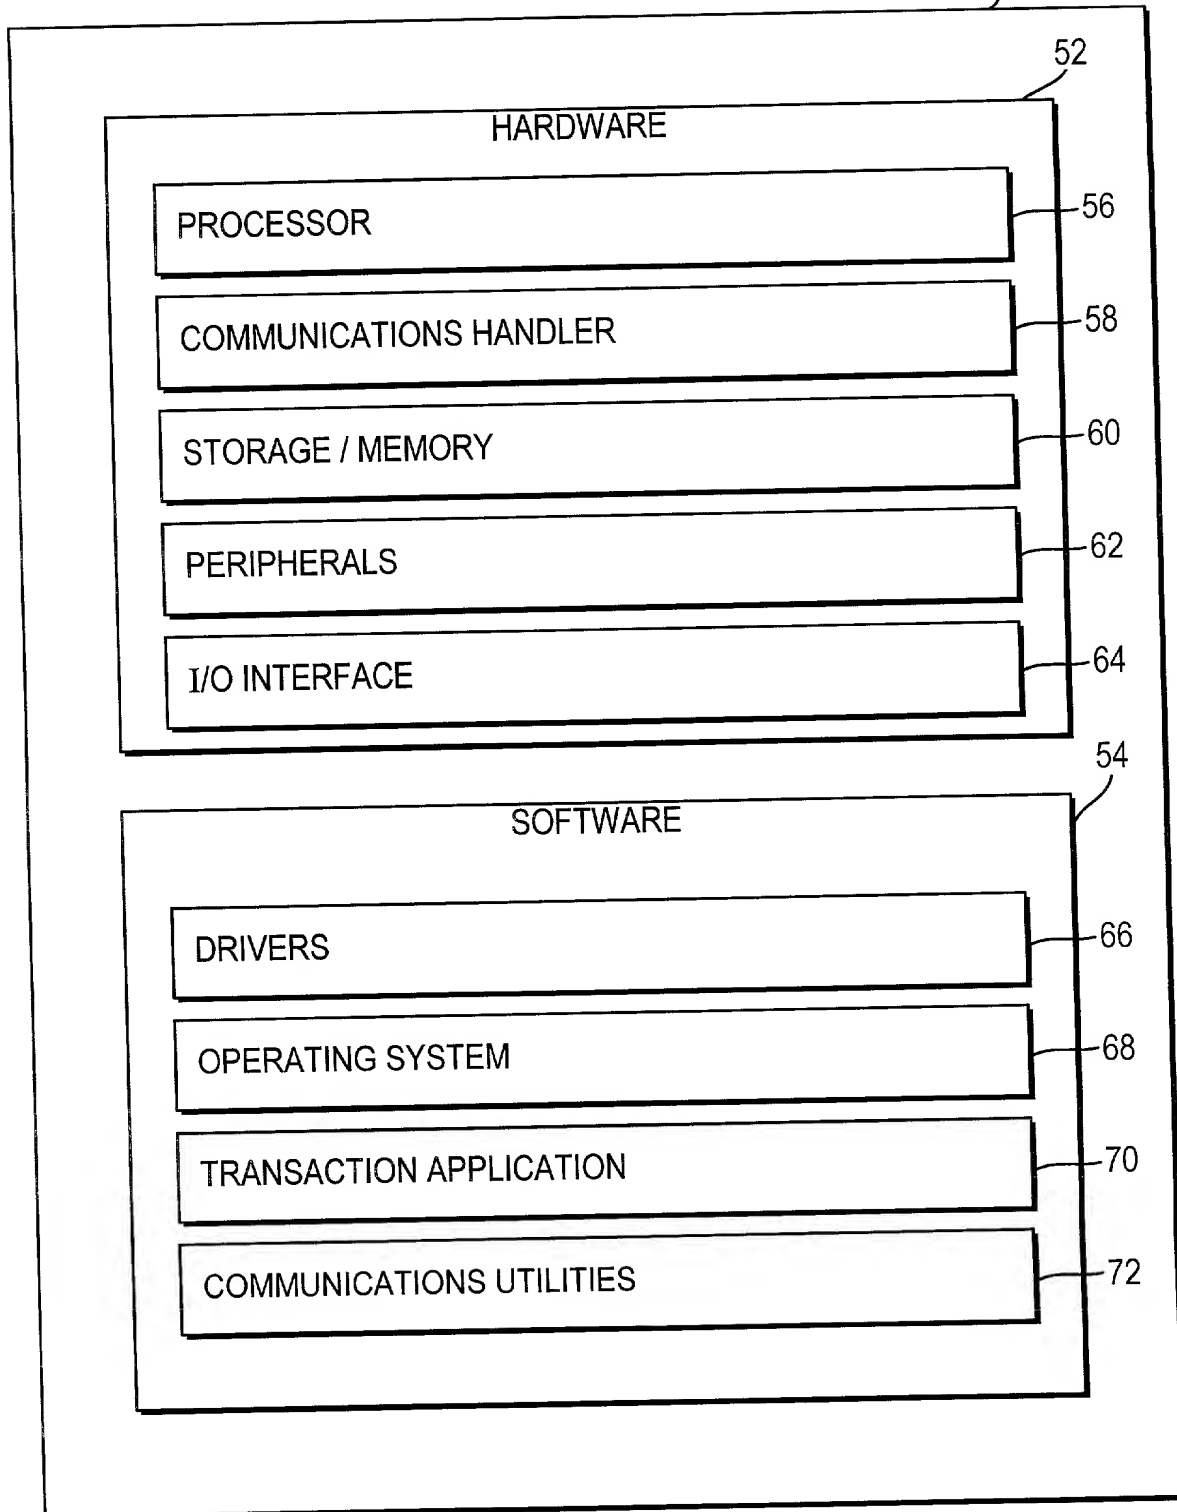 52
HARDWARE
PROCESSOR
56
COMMUNICATIONS HANDLER
58
STORAGE / MEMORY
60
PERIPHERALS
62
I/O INTERFACE
64
54
SOFTWARE
DRIVERS
66
OPERATING SYSTEM
68
TRANSACTION APPLICATION
70
COMMUNICATIONS UTILITIES
72